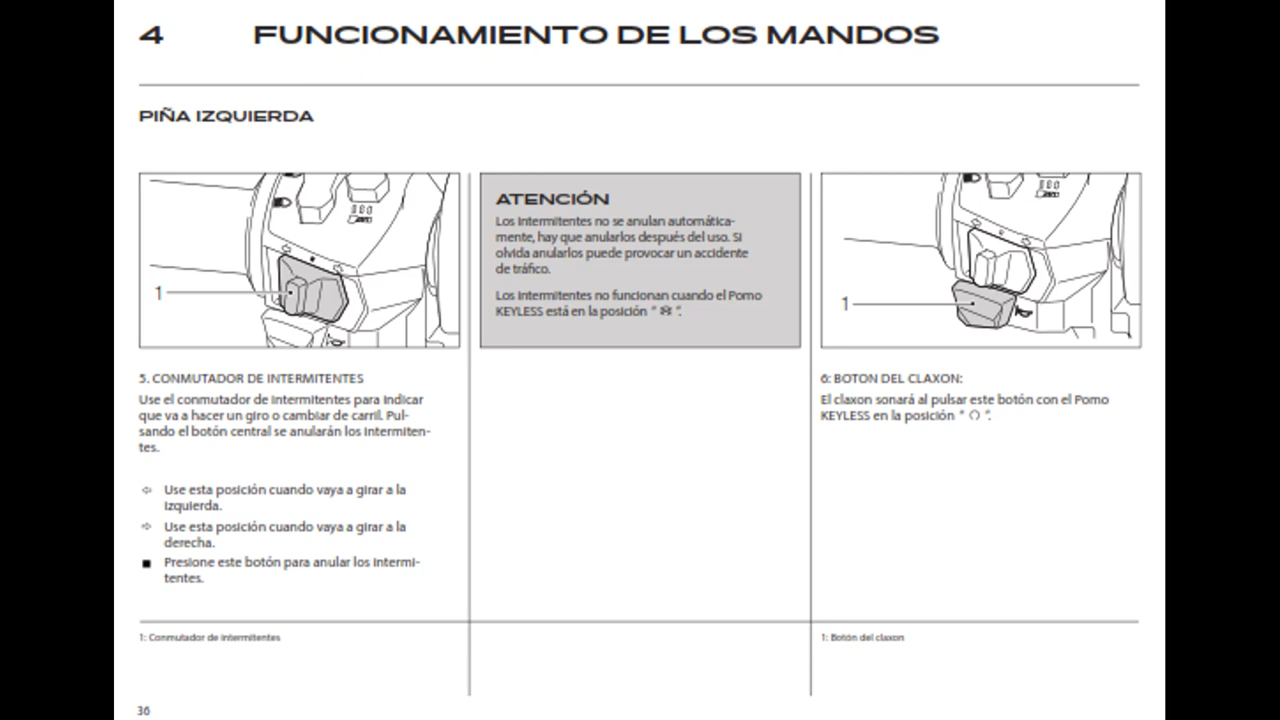 4 FUNCIONAMIENTO DE LOS MANDOS
PIÑA IZQUIERDA
1
5. CONMUTADOR DE INTERMITENTES
Use el conmutador de intermitentes para indicar
que va a hacer un giro o cambiar de carril. Pul-
sando el botón central se anularán los intermiten-
tes.
⇦ Use esta posición cuando vaya a girar a la
izquierda.
⇨ Use esta posición cuando vaya a girar a la
derecha.
■ Presione este botón para anular los intermi-
tentes.
1: Conmutador de intermitentes
ATENCIÓN
Los intermitentes no se anulan automática-
mente, hay que anularlos después del uso. Si
olvida anularlos puede provocar un accidente
de tráfico.
Los intermitentes no funcionan cuando el Pomo
KEYLESS está en la posición " ".
1
6: BOTON DEL CLAXON:
El claxon sonará al pulsar este botón con el Pomo
KEYLESS en la posición " ".
1: Botón del claxon
36